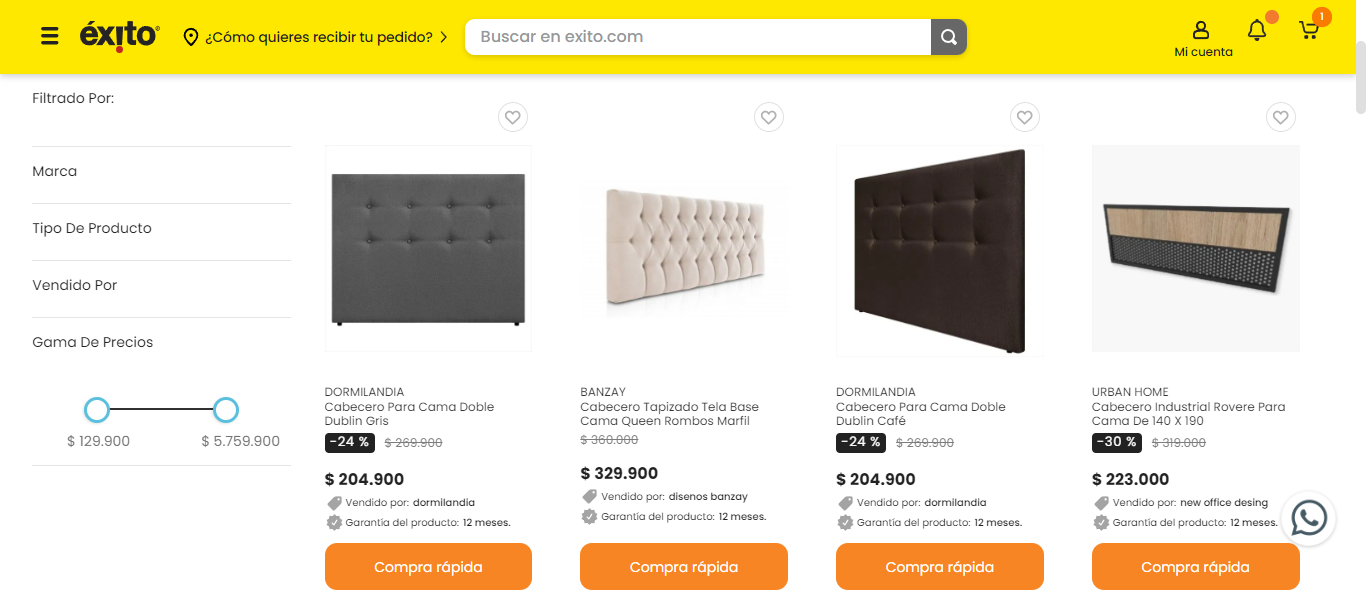 éxito
¿Cómo quieres recibir tu pedido?
Buscar en exito.com
Mi cuenta
1
Filtrado Por:
Marca
Tipo De Producto
Vendido Por
Gama De Precios
$ 129.900
$ 5.759.900
DORMILANDIA
Cabecero Para Cama Doble
Dublin Gris
-24 %
$ 269.900
$ 204.900
Vendido por: dormilandia
Garantía del producto: 12 meses.
Compra rápida
BANZAY
Cabecero Tapizado Tela Base
Cama Queen Rombos Marfil
$ 360.000
$ 329.900
Vendido por: disenos banzay
Garantía del producto: 12 meses.
Compra rápida
DORMILANDIA
Cabecero Para Cama Doble
Dublin Café
-24 %
$ 269.900
$ 204.900
Vendido por: dormilandia
Garantía del producto: 12 meses.
Compra rápida
URBAN HOME
Cabecero Industrial Rovere Para
Cama De 140 X 190
-30 %
$ 319.000
$ 223.000
Vendido por: new office desing
Garantía del producto: 12 meses.
Compra rápida